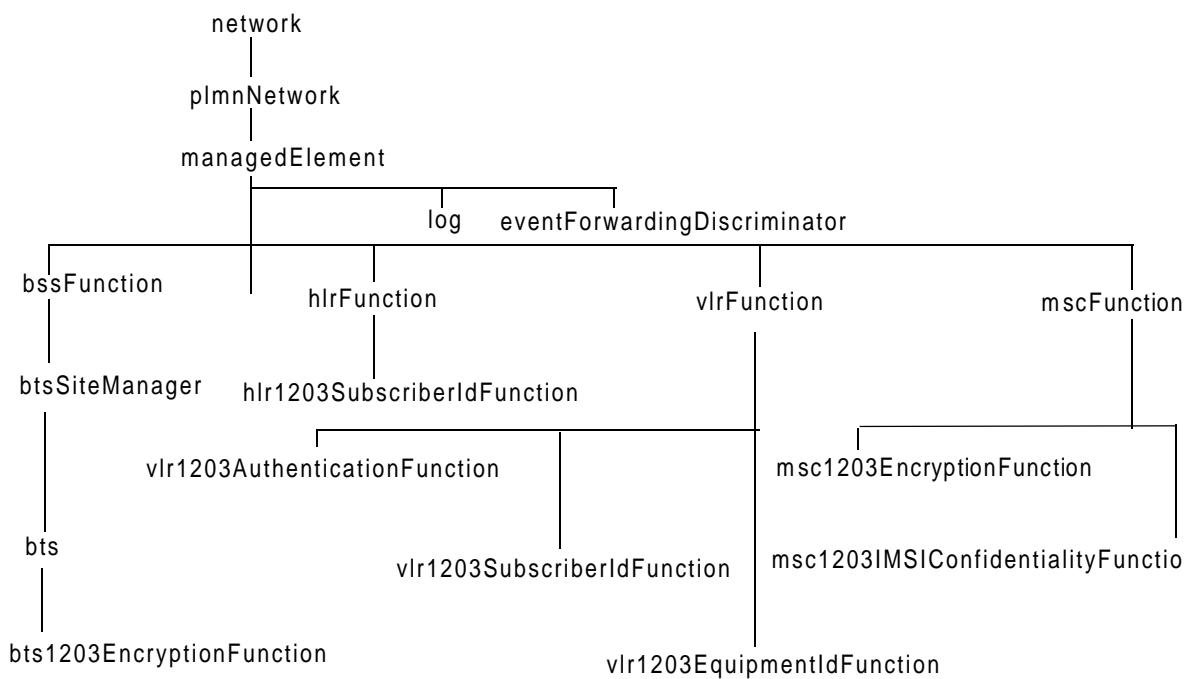 network
plmnNetwork
managedElement
log
eventForwardingDiscriminator
bssFunction
hlrFunction
vlrFunction
mscFunction
btsSiteManager
hlr1203SubscriberIdFunction
vlr1203AuthenticationFunction
msc1203EncryptionFunction
bts
vlr1203SubscriberIdFunction
msc1203IMSIConfidentialityFunctio
bts1203EncryptionFunction
vlr1203EquipmentIdFunction